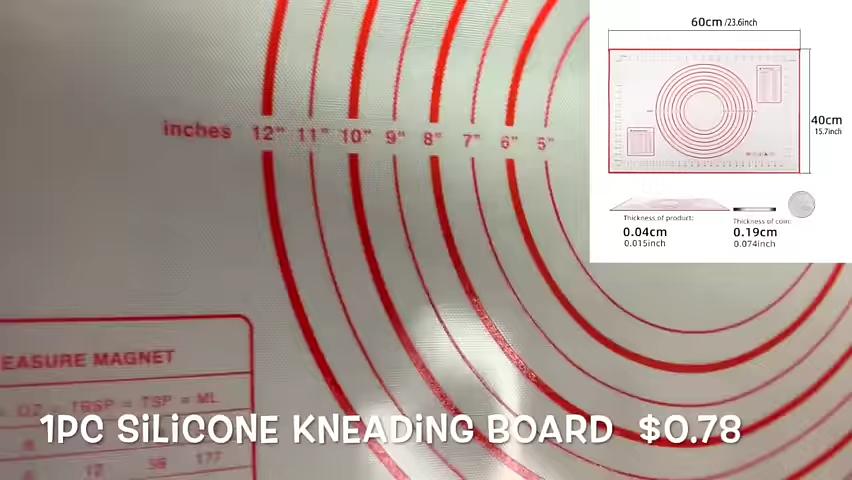 60cm /23.6inch
40cm
15.7inch
Thickness of product:
0.04cm
0.015inch
Thickness of coin:
0.19cm
0.074inch
inches 12" 11" 10" 9" 8" 7" 6" 5"
EASURE MAGNET
OZ = TBSP = TSP = ML
177
1PC SILICONE KNEADING BOARD $0.78